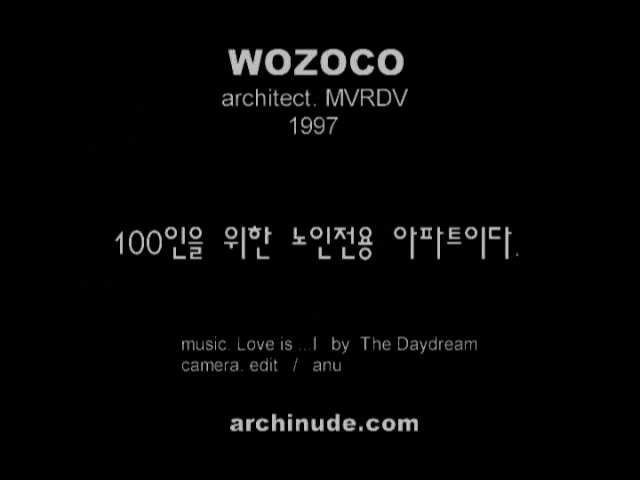 WOZOCO
architect. MVRDV
1997
100인을 위한 노인전용 아파트이다.
music. Love is ...I by The Daydream
camera. edit / anu
archinude.com